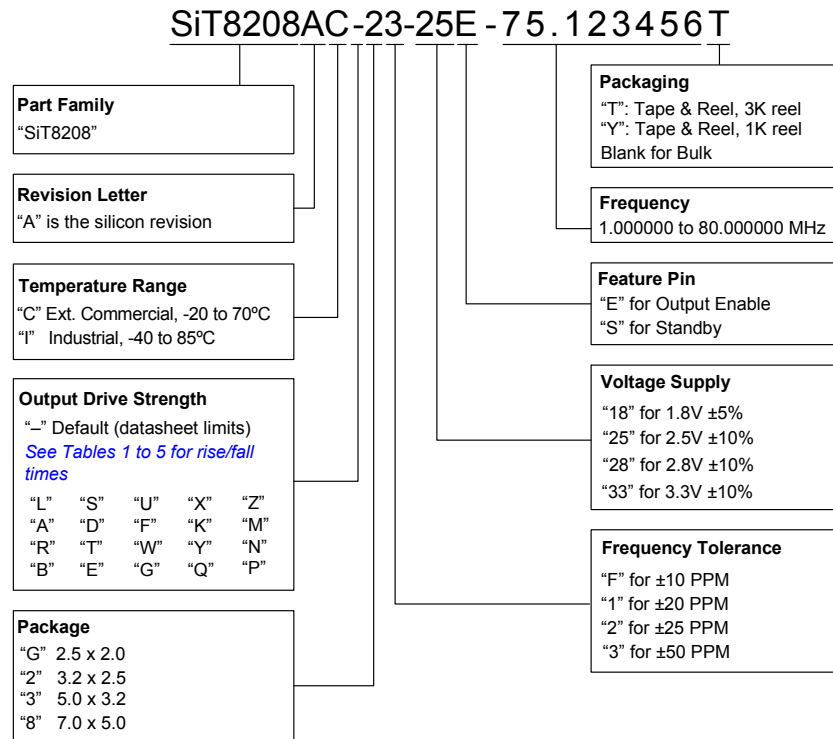 SiT8208AC-23-25E-75.123456T
Part Family
“SiT8208”
Revision Letter
“A” is the silicon revision
Temperature Range
“C” Ext. Commercial, -20 to 70ºC
“I” Industrial, -40 to 85ºC
Output Drive Strength
“–” Default (datasheet limits)
See Tables 1 to 5 for rise/fall
times
“L” “S” “U” “X” “Z”
“A” “D” “F” “K” “M”
“R” “T” “W” “Y” “N”
“B” “E” “G” “Q” “P”
Package
“G” 2.5 x 2.0
“2” 3.2 x 2.5
“3” 5.0 x 3.2
“8” 7.0 x 5.0
Packaging
“T”: Tape & Reel, 3K reel
“Y”: Tape & Reel, 1K reel
Blank for Bulk
Frequency
1.000000 to 80.000000 MHz
Feature Pin
“E” for Output Enable
“S” for Standby
Voltage Supply
“18” for 1.8V ±5%
“25” for 2.5V ±10%
“28” for 2.8V ±10%
“33” for 3.3V ±10%
Frequency Tolerance
“F” for ±10 PPM
“1” for ±20 PPM
“2” for ±25 PPM
“3” for ±50 PPM